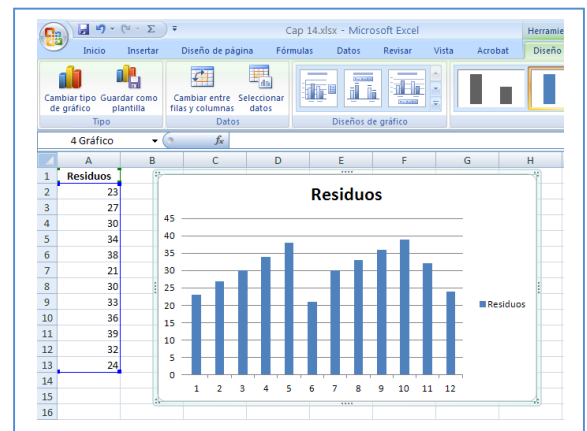 Cap 14.xlsx - Microsoft Excel
Herramie
Inicio Insertar Diseño de página Fórmulas Datos Revisar Vista Acrobat Diseño
Cambiar tipo de gráfico
Guardar como plantilla
Cambiar entre filas y columnas
Seleccionar datos
Tipo Datos Diseños de gráfico
4 Gráfico fx
A B C D E F G H
1 Residuos
2 23
3 27
4 30
5 34
6 38
7 21
8 30
9 33
10 36
11 39
12 32
13 24
14
15
16
Residuos
45
40
35
30
25
20
15
10
5
0
1 2 3 4 5 6 7 8 9 10 11 12
Residuos